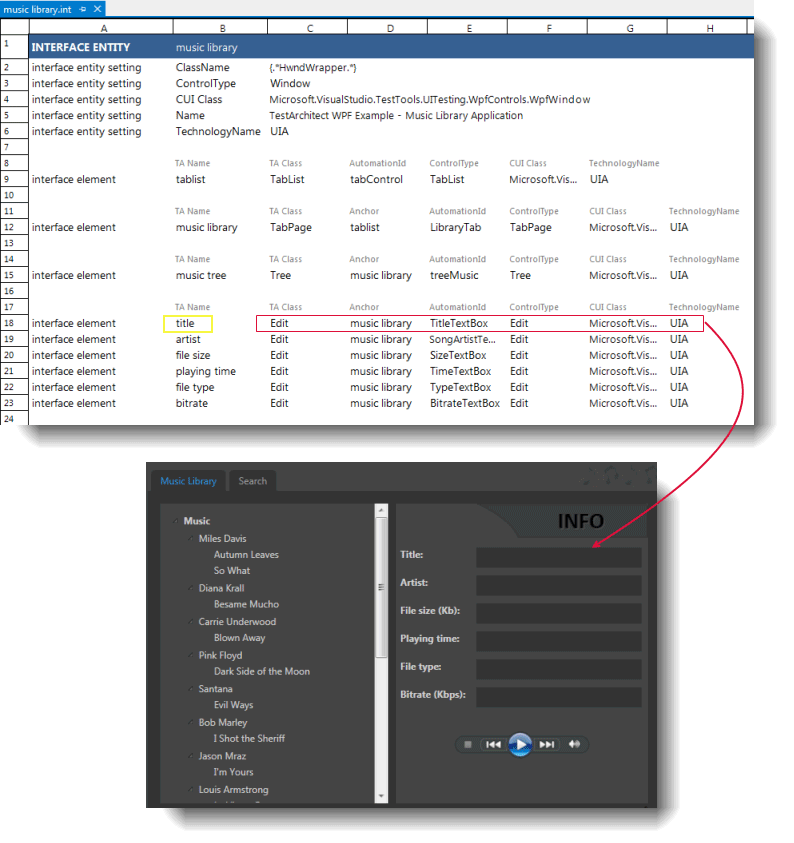 music library.int
A B C D E F G H
1 INTERFACE ENTITY music library
2 interface entity setting ClassName {.*HwndWrapper.*}
3 interface entity setting ControlType Window
4 interface entity setting CUI Class Microsoft.VisualStudio.TestTools.UITesting.WpfControls.WpfWindow
5 interface entity setting Name TestArchitect WPF Example - Music Library Application
6 interface entity setting TechnologyName UIA
7
8 TA Name TA Class AutomationId ControlType CUI Class TechnologyName
9 interface element tablist TabList tabControl TabList Microsoft.Vis... UIA
10
11 TA Name TA Class Anchor AutomationId ControlType CUI Class TechnologyName
12 interface element music library TabPage tablist LibraryTab TabPage Microsoft.Vis... UIA
13
14 TA Name TA Class Anchor AutomationId ControlType CUI Class TechnologyName
15 interface element music tree Tree music library treeMusic Tree Microsoft.Vis... UIA
16
17 TA Name TA Class Anchor AutomationId ControlType CUI Class TechnologyName
18 interface element title Edit music library TitleTextBox Edit Microsoft.Vis... UIA
19 interface element artist Edit music library SongArtistTe... Edit Microsoft.Vis... UIA
20 interface element file size Edit music library SizeTextBox Edit Microsoft.Vis... UIA
21 interface element playing time Edit music library TimeTextBox Edit Microsoft.Vis... UIA
22 interface element file type Edit music library TypeTextBox Edit Microsoft.Vis... UIA
23 interface element bitrate Edit music library BitrateTextBox Edit Microsoft.Vis... UIA
24
Music Library Search
Music
Miles Davis
Autumn Leaves
So What
Diana Krall
Besame Mucho
Carrie Underwood
Blown Away
Pink Floyd
Dark Side of the Moon
Santana
Evil Ways
Bob Marley
I Shot the Sheriff
Jason Mraz
I'm Yours
Louis Armstrong
INFO
Title:
Artist:
File size (Kb):
Playing time:
File type:
Bitrate (Kbps):